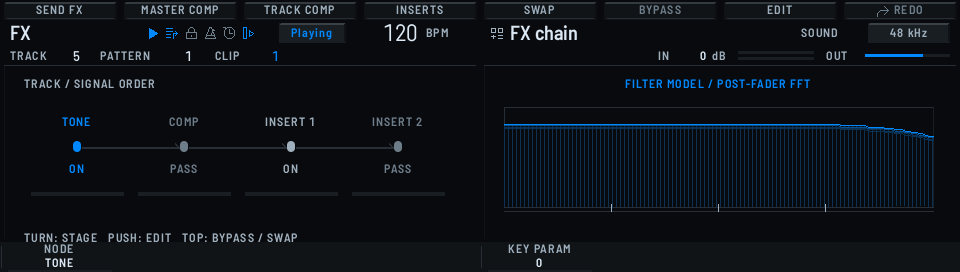 SEND FX MASTER COMP TRACK COMP INSERTS SWAP BYPASS EDIT REDO
FX Playing 120 BPM FX chain SOUND 48 kHz
TRACK 5 PATTERN 1 CLIP 1 IN 0 dB OUT
TRACK / SIGNAL ORDER FILTER MODEL / POST-FADER FFT
TONE COMP INSERT 1 INSERT 2
ON PASS ON PASS
TURN: STAGE PUSH: EDIT TOP: BYPASS / SWAP
NODE KEY PARAM
TONE 0